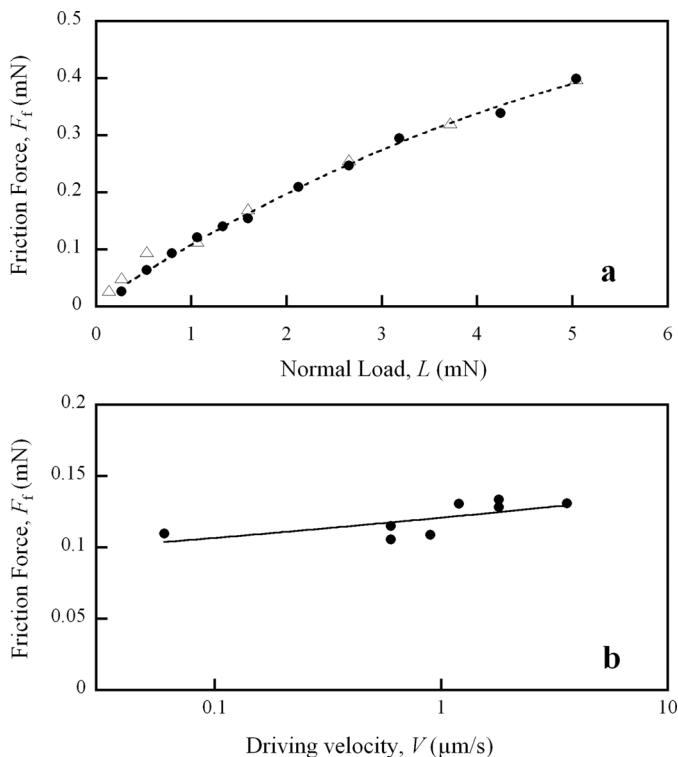 0.5
0.4
0.3
0.2
0.1
0
Friction Force, Ff (mN)
a
0 1 2 3 4 5 6
Normal Load, L (mN)
0.2
0.15
0.1
0.05
0
Friction Force, Ff (mN)
b
0.1 1 10
Driving velocity, V (µm/s)